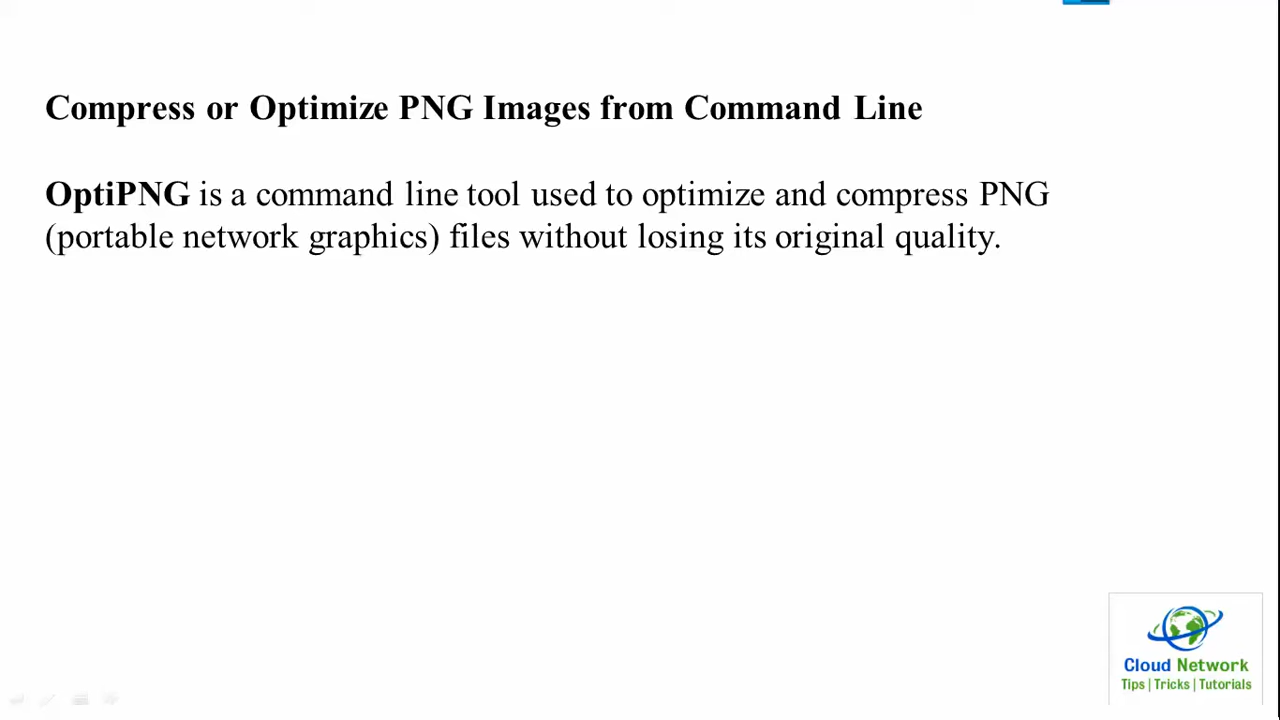 Compress or Optimize PNG Images from Command Line
OptiPNG is a command line tool used to optimize and compress PNG
(portable network graphics) files without losing its original quality.
Cloud Network
Tips | Tricks | Tutorials